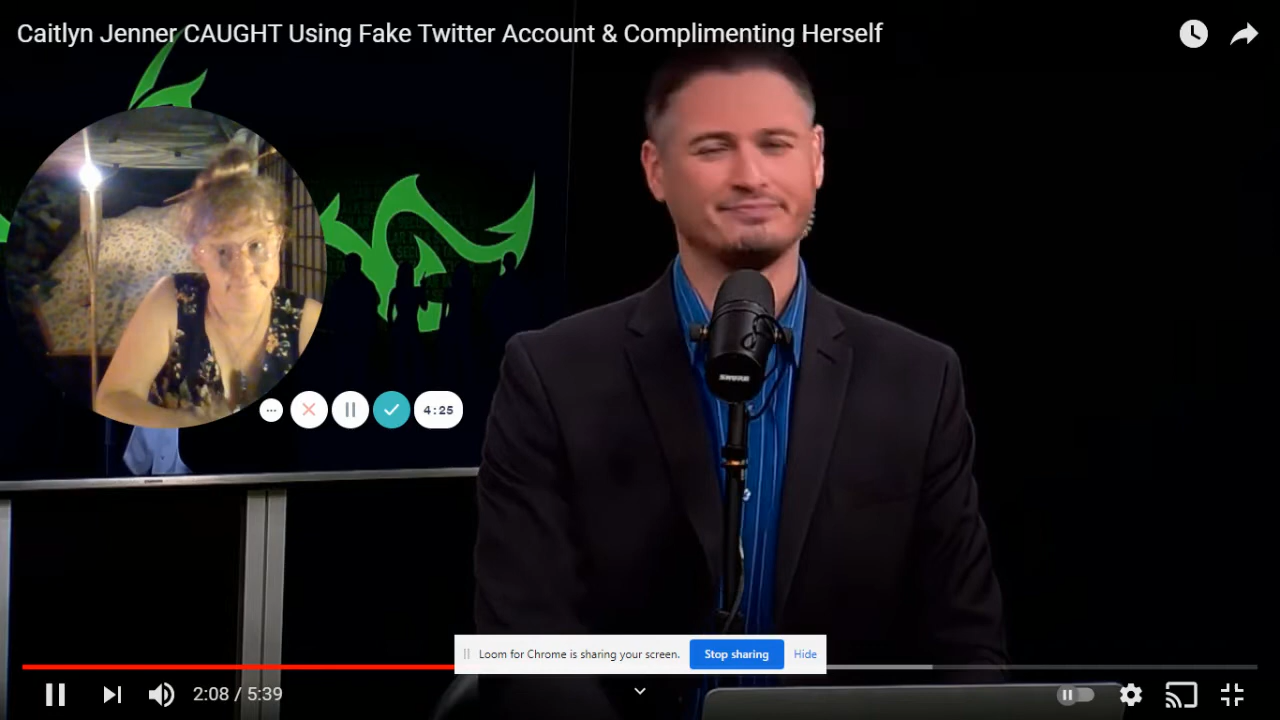 Caitlyn Jenner CAUGHT Using Fake Twitter Account & Complimenting Herself
4:25
SHURE
Loom for Chrome is sharing your screen.
Stop sharing
Hide
2:08 / 5:39